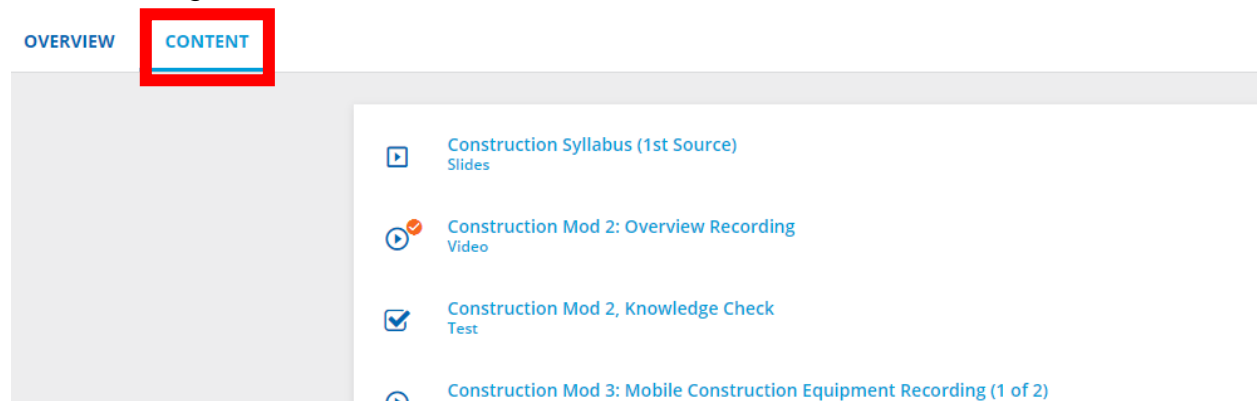 OVERVIEW CONTENT
Construction Syllabus (1st Source)
Slides
Construction Mod 2: Overview Recording
Video
Construction Mod 2, Knowledge Check
Test
Construction Mod 3: Mobile Construction Equipment Recording (1 of 2)